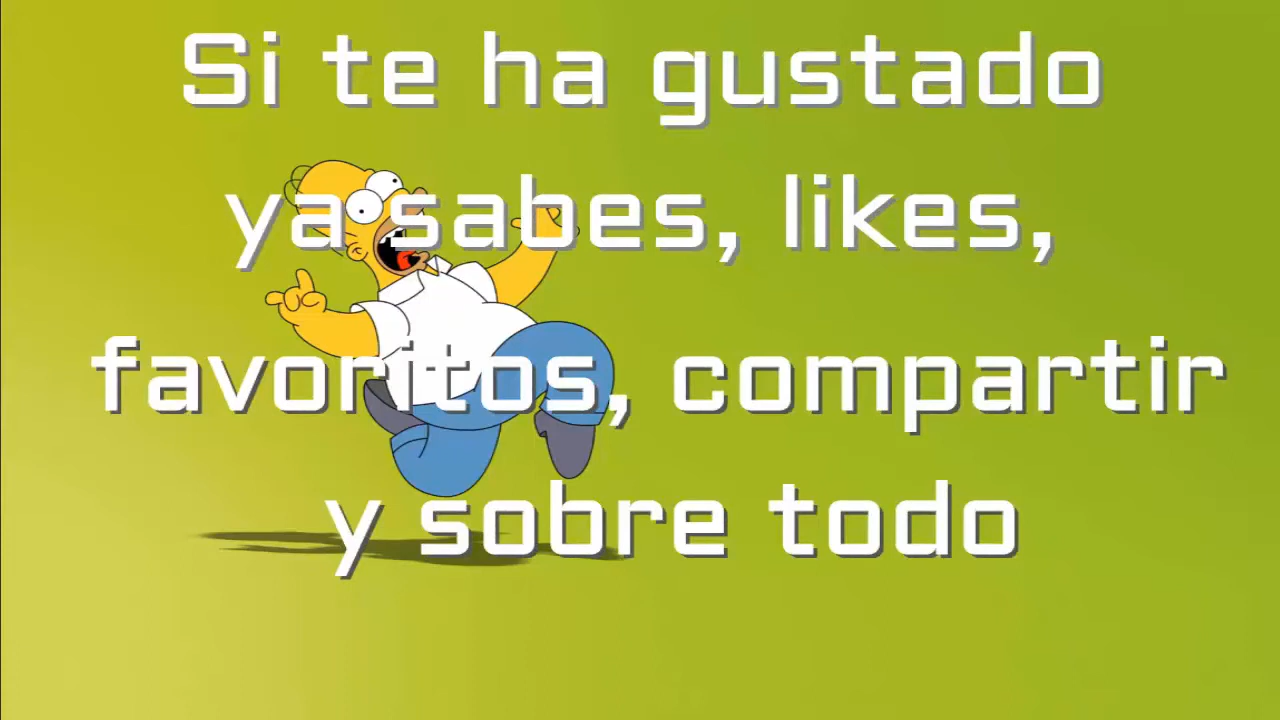 Si te ha gustado
ya sabes, likes,
favoritos, compartir
y sobre todo